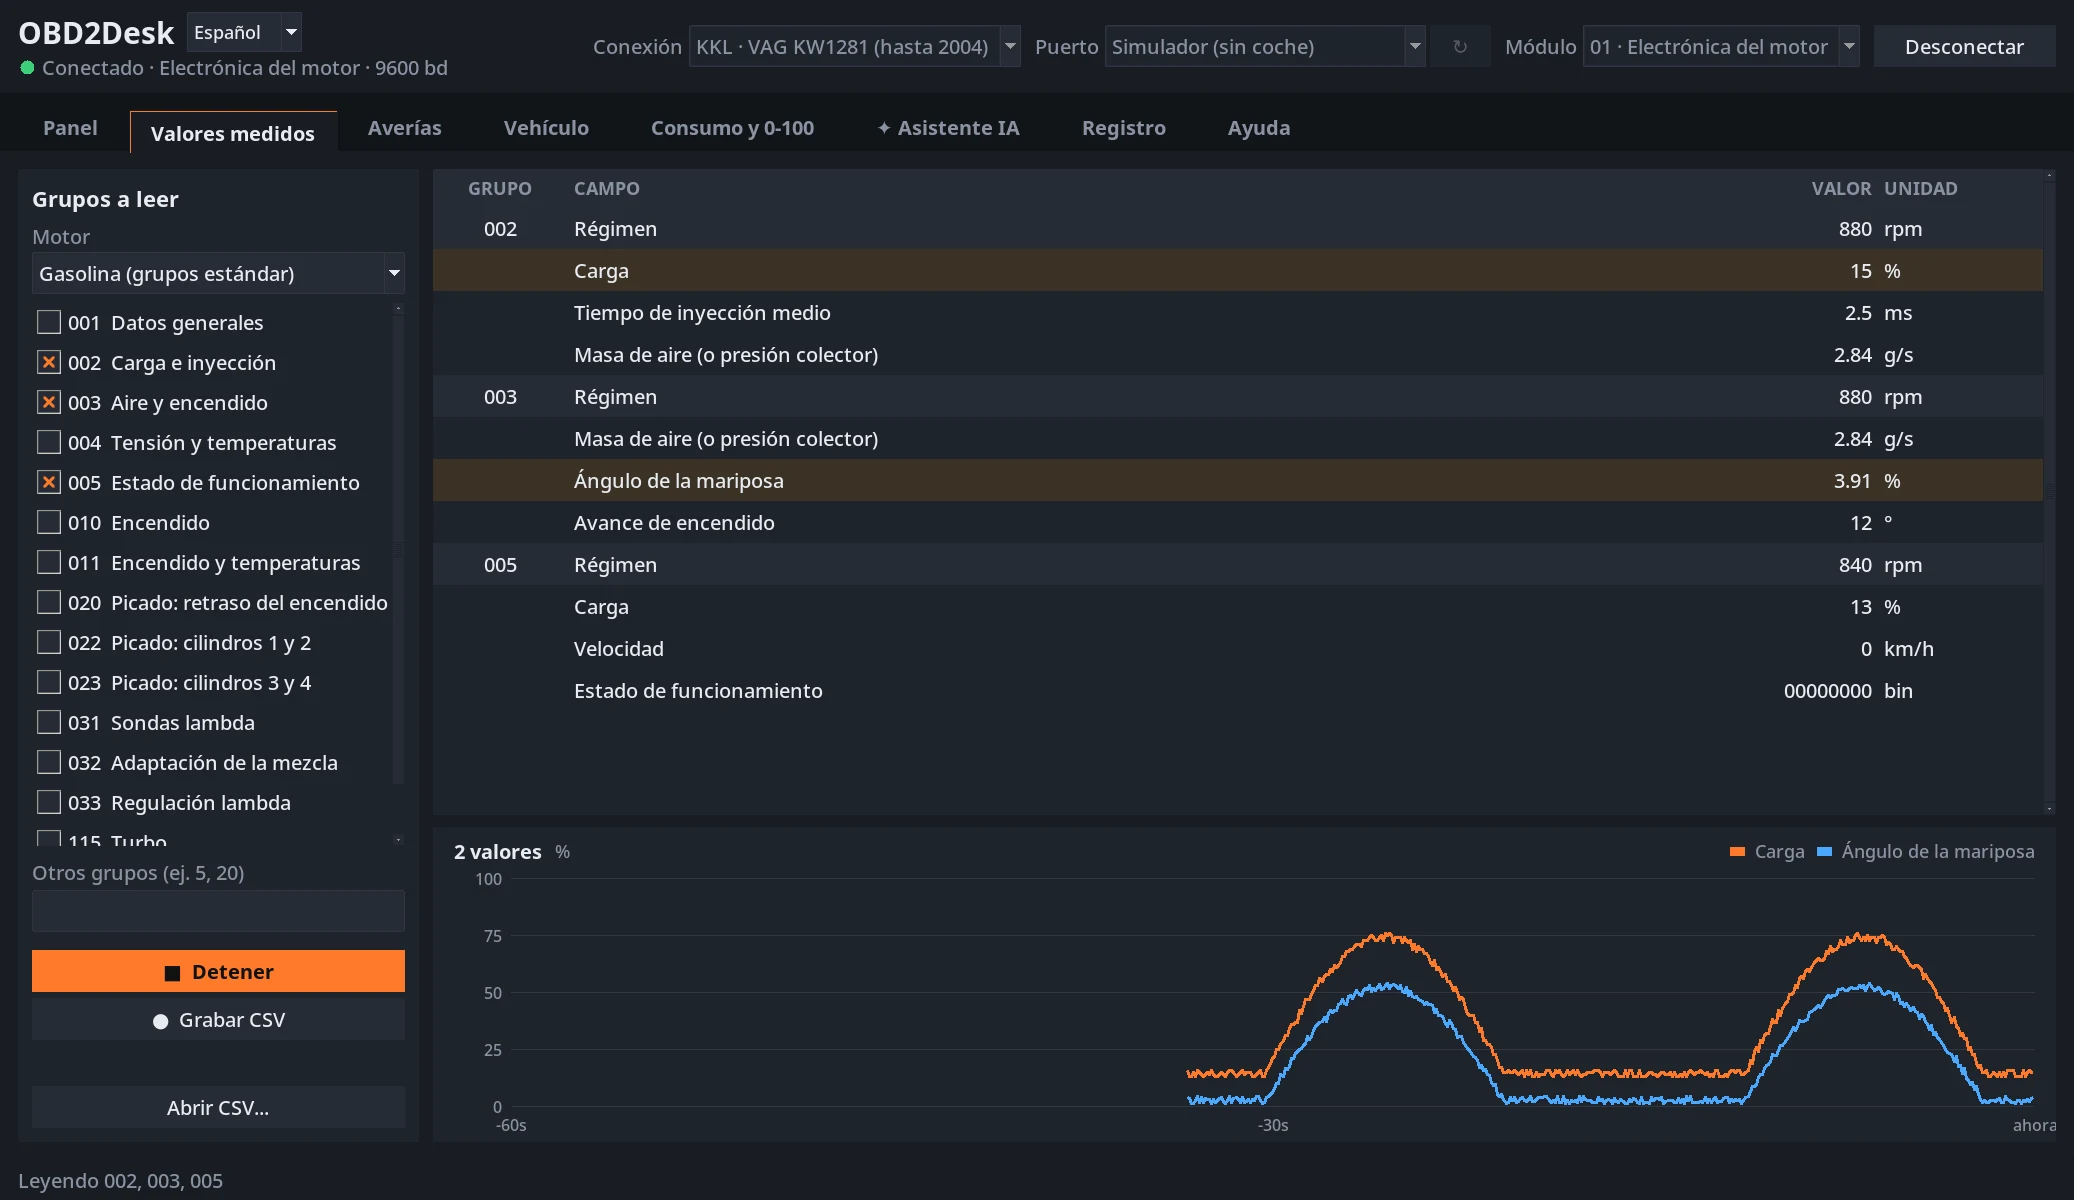 OBD2Desk Español
Conectado · Electrónica del motor · 9600 bd
Conexión KKL · VAG KW1281 (hasta 2004) Puerto Simulador (sin coche) ↻ Módulo 01 · Electrónica del motor Desconectar
Panel Valores medidos Averías Vehículo Consumo y 0-100 ✦ Asistente IA Registro Ayuda
Grupos a leer
Motor
Gasolina (grupos estándar)
001 Datos generales
002 Carga e inyección
003 Aire y encendido
004 Tensión y temperaturas
005 Estado de funcionamiento
010 Encendido
011 Encendido y temperaturas
020 Picado: retraso del encendido
022 Picado: cilindros 1 y 2
023 Picado: cilindros 3 y 4
031 Sondas lambda
032 Adaptación de la mezcla
033 Regulación lambda
115 Turbo
Otros grupos (ej. 5, 20)
Detener
Grabar CSV
Abrir CSV...
GRUPO CAMPO VALOR UNIDAD
002 Régimen 880 rpm
Carga 15 %
Tiempo de inyección medio 2.5 ms
Masa de aire (o presión colector) 2.84 g/s
003 Régimen 880 rpm
Masa de aire (o presión colector) 2.84 g/s
Ángulo de la mariposa 3.91 %
Avance de encendido 12 °
005 Régimen 840 rpm
Carga 13 %
Velocidad 0 km/h
Estado de funcionamiento 00000000 bin
2 valores % Carga Ángulo de la mariposa
100
75
50
25
0
-60s -30s ahora
Leyendo 002, 003, 005